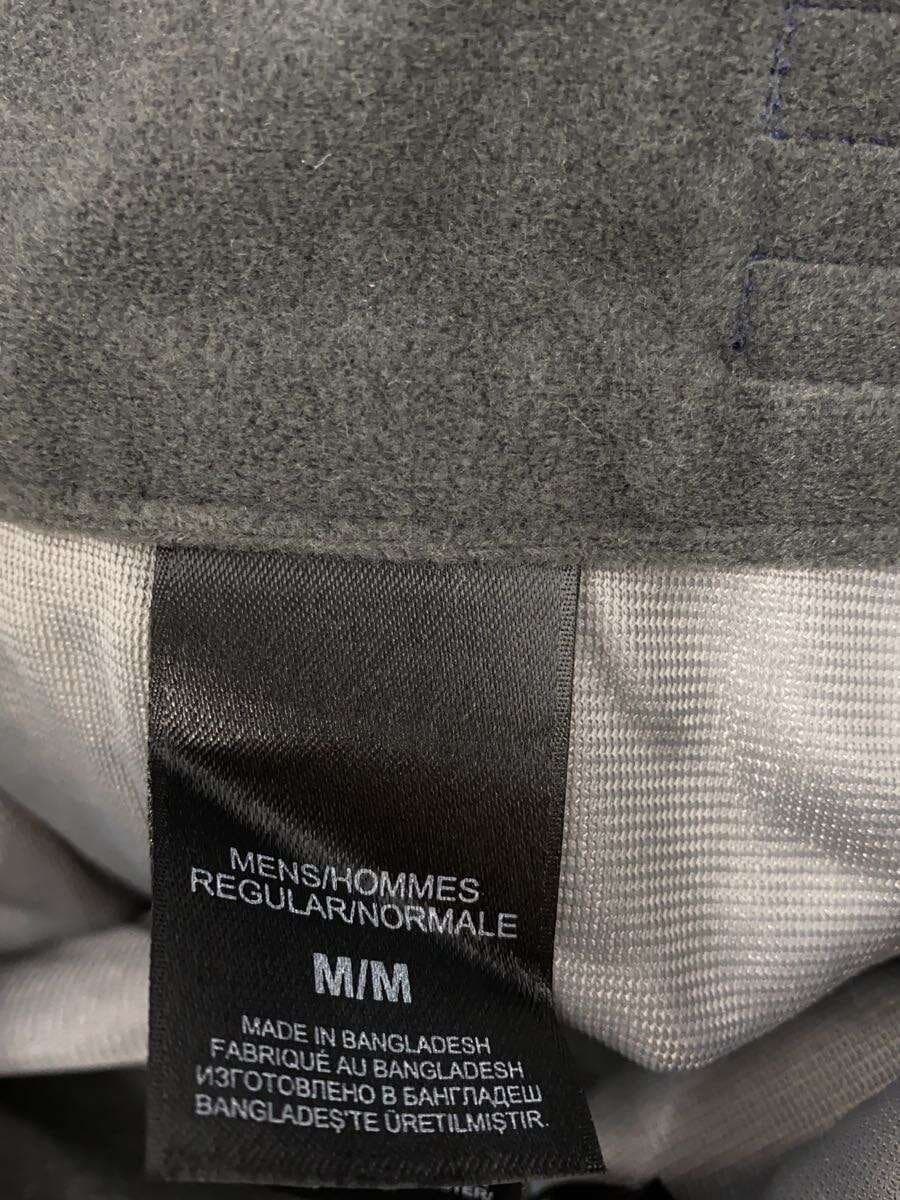 MENS/HOMMES
REGULAR/NORMALE
M/M
MADE IN BANGLADESH
FABRIQUÉ AU BANGLADESH
ИЗГОТОВЛЕНО В БАНГЛАДЕШ
BANGLADEŞ'TE ÜRETILMIŞTIR.